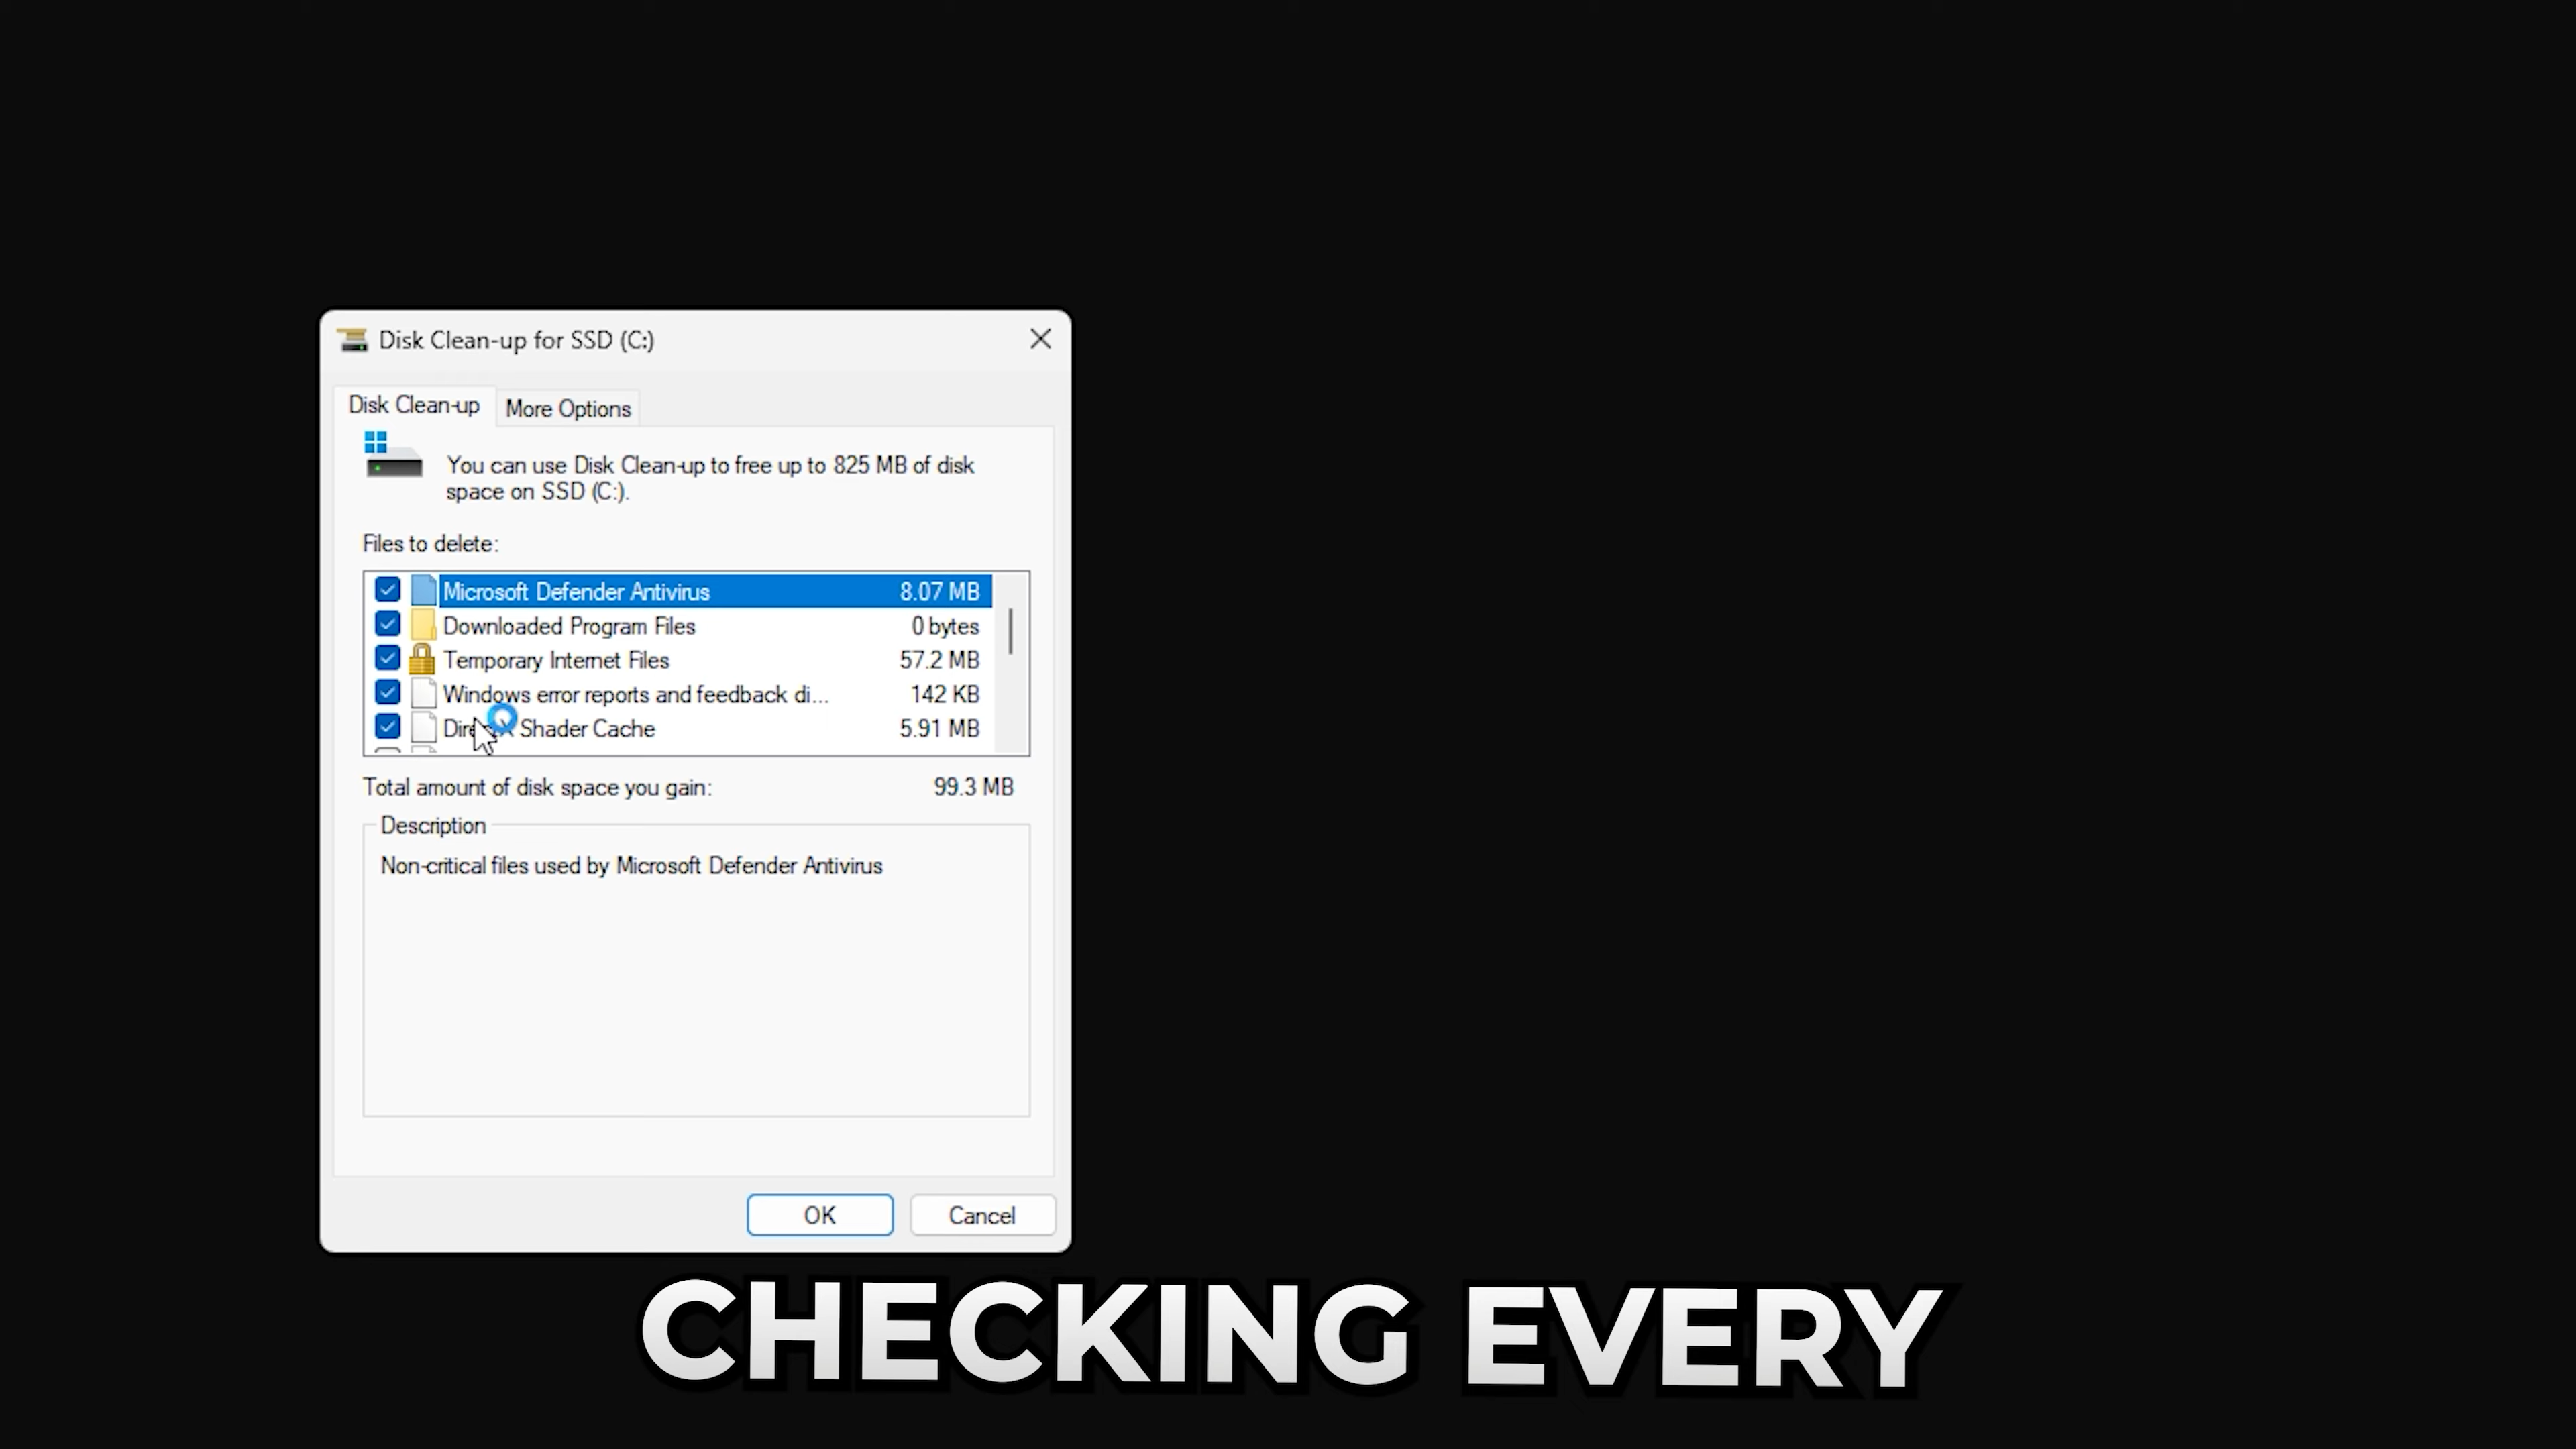 Disk Clean-up for SSD (C:)
Disk Clean-up
More Options
You can use Disk Clean-up to free up to 825 MB of disk
space on SSD (C:).
Files to delete:
Microsoft Defender Antivirus 8.07 MB
Downloaded Program Files 0 bytes
Temporary Internet Files 57.2 MB
Windows error reports and feedback di... 142 KB
DirectX Shader Cache 5.91 MB
Total amount of disk space you gain: 99.3 MB
Description
Non-critical files used by Microsoft Defender Antivirus
OK
Cancel
CHECKING EVERY